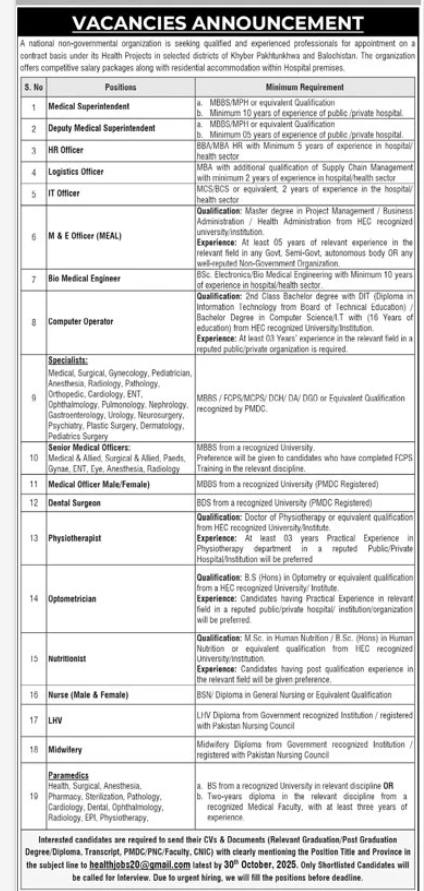 VACANCIES ANNOUNCEMENT
A national non-governmental organization is seeking qualified and experienced professionals for appointment on a
contract basis under its Health Projects in selected districts of Khyber Pakhtunkhwa and Balochistan. The organization
offers competitive salary packages along with residential accommodation within Hospital premises.
S. No Positions Minimum Requirement
1 Medical Superintendent
a. MBBS/MPH or equivalent Qualification
b. Minimum 10 years of experience of public /private hospital.
2 Deputy Medical Superintendent
a. MBBS/MPH or equivalent Qualification
b. Minimum 05 years of experience of public /private hospital.
3 HR Officer
BBA/MBA HR with Minimum 5 years of experience in hospital/
health sector
4 Logistics Officer
MBA with additional qualification of Supply Chain Management
with minimum 2 years of experience in hospital/health sector
5 IT Officer
MCS/BCS or equivalent, 2 years of experience in the hospital/
health sector
6 M & E Officer (MEAL)
Qualification: Master degree in Project Management / Business
Administration / Health Administration from HEC recognized
university/institution.
Experience: At least 05 years of relevant experience in the
relevant field in any Govt, Semi-Govt, autonomous body OR any
well-reputed Non-Government Organization.
7 Bio Medical Engineer
BSc. Electronics/Bio Medical Engineering with Minimum 10 years
of experience in hospital/health sector.
8 Computer Operator
Qualification: 2nd Class Bachelor degree with DIT (Diploma in
Information Technology from Board of Technical Education) /
Bachelor Degree in Computer Science/I.T with (16 Years of
education) from HEC recognized University/Institution.
Experience: At least 03 Years' experience in the relevant field in a
reputed public/private organization is required.
9
Specialists:
Medical, Surgical, Gynecology, Pediatrician,
Anesthesia, Radiology, Pathology,
Orthopedic, Cardiology, ENT,
Ophthalmology, Pulmonology, Nephrology,
Gastroenterology, Urology, Neurosurgery,
Psychiatry, Plastic Surgery, Dermatology,
Pediatrics Surgery
MBBS / FCPS/MCPS/ DCH/ DA/ DGO or Equivalent Qualification
recognized by PMDC.
10
Senior Medical Officers:
Medical & Allied, Surgical & Allied, Paeds,
Gynae, ENT, Eye, Anesthesia, Radiology
MBBS from a recognized University.
Preference will be given to candidates who have completed FCPS
Training in the relevant discipline.
11 Medical Officer Male/Female) MBBS from a recognized University (PMDC Registered)
12 Dental Surgeon BDS from a recognized University (PMDC Registered)
13 Physiotherapist
Qualification: Doctor of Physiotherapy or equivalent qualification
from HEC recognized University/Institute.
Experience: At least 03 years Practical Experience in
Physiotherapy department in a reputed Public/Private
Hospital/Institution will be preferred
14 Optometrician
Qualification: B.S (Hons) in Optometry or equivalent qualification
from a HEC recognized University/ Institute.
Experience: Candidates having Practical Experience in relevant
field in a reputed public/private hospital/ institution/organization
will be preferred.
15 Nutritionist
Qualification: M.Sc. in Human Nutrition / B.Sc. (Hons) in Human
Nutrition or equivalent qualification from HEC recognized
University/Institution.
Experience: Candidates having post qualification experience in
the relevant field will be given preference.
16 Nurse (Male & Female) BSN/ Diploma in General Nursing or Equivalent Qualification
17 LHV
LHV Diploma from Government recognized Institution / registered
with Pakistan Nursing Council
18 Midwifery
Midwifery Diploma from Government recognized Institution /
registered with Pakistan Nursing Council
19
Paramedics
Health, Surgical, Anesthesia,
Pharmacy, Sterilization, Pathology,
Cardiology, Dental, Ophthalmology,
Radiology, EPI, Physiotherapy,
a. BS from a recognized University in relevant discipline OR
b. Two-years diploma in the relevant discipline from a
recognized Medical Faculty, with at least three years of
experience.
Interested candidates are required to send their CVs & Documents (Relevant Graduation/Post Graduation
Degree/Diploma, Transcript, PMDC/PNC/Faculty, CNIC) with clearly mentioning the Position Title and Province in
the subject line to healthjobs20@gmail.com latest by 30th October, 2025. Only Shortlisted Candidates will
be called for Interview. Due to urgent hiring, we will fill the positions before deadline.